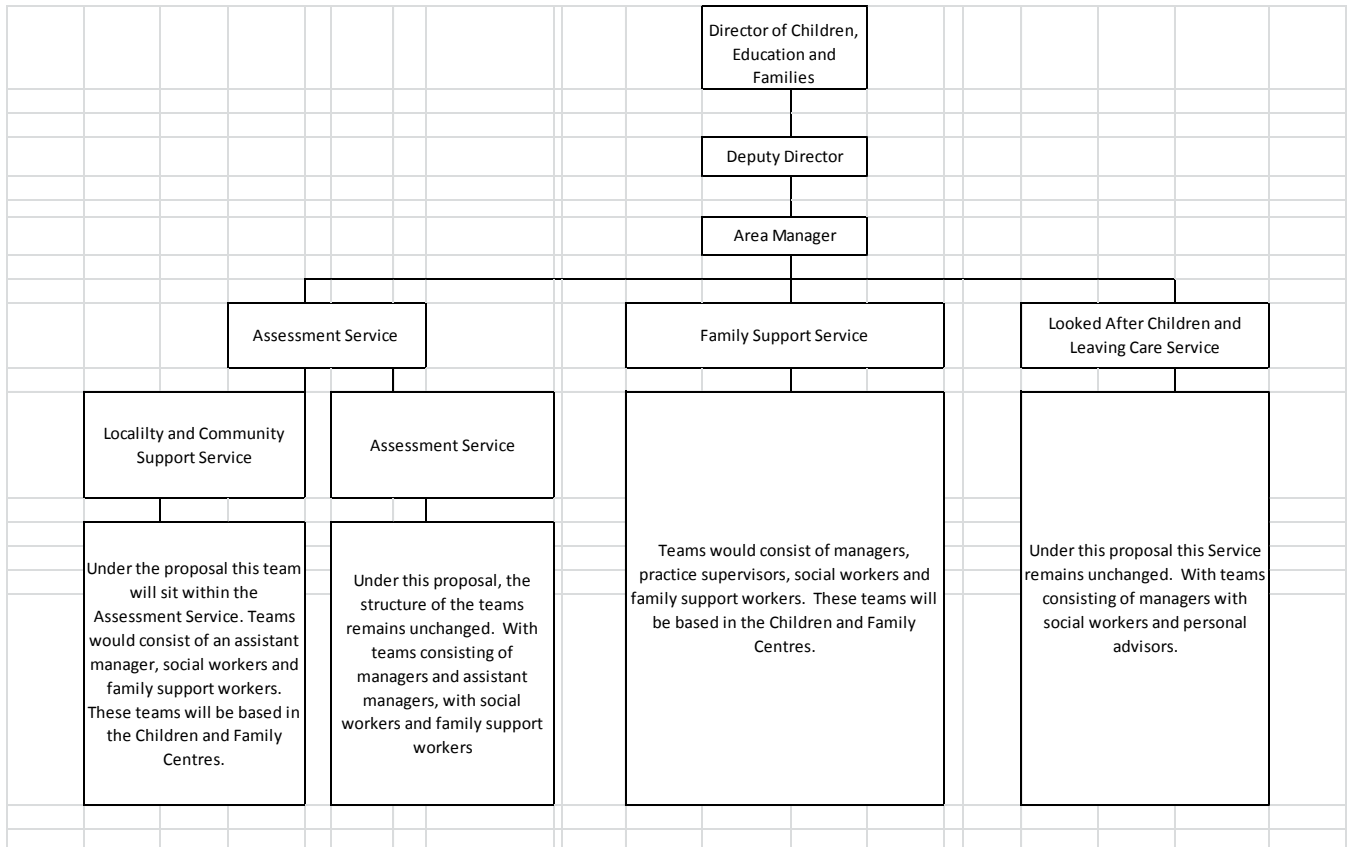 Director of Children,
Education and
Families
Deputy Director
Area Manager
Assessment Service
Family Support Service
Looked After Children and
Leaving Care Service
Localilty and Community
Support Service
Assessment Service
Under the proposal this team
will sit within the
Assessment Service. Teams
would consist of an assistant
manager, social workers and
family support workers.
These teams will be based in
the Children and Family
Centres.
Under this proposal, the
structure of the teams
remains unchanged.  With
teams consisting of
managers and assistant
managers, with social
workers and family support
workers
Teams would consist of managers,
practice supervisors, social workers and
family support workers.  These teams will
be based in the Children and Family
Centres.
Under this proposal this Service
remains unchanged.  With teams
consisting of managers with
social workers and personal
advisors.